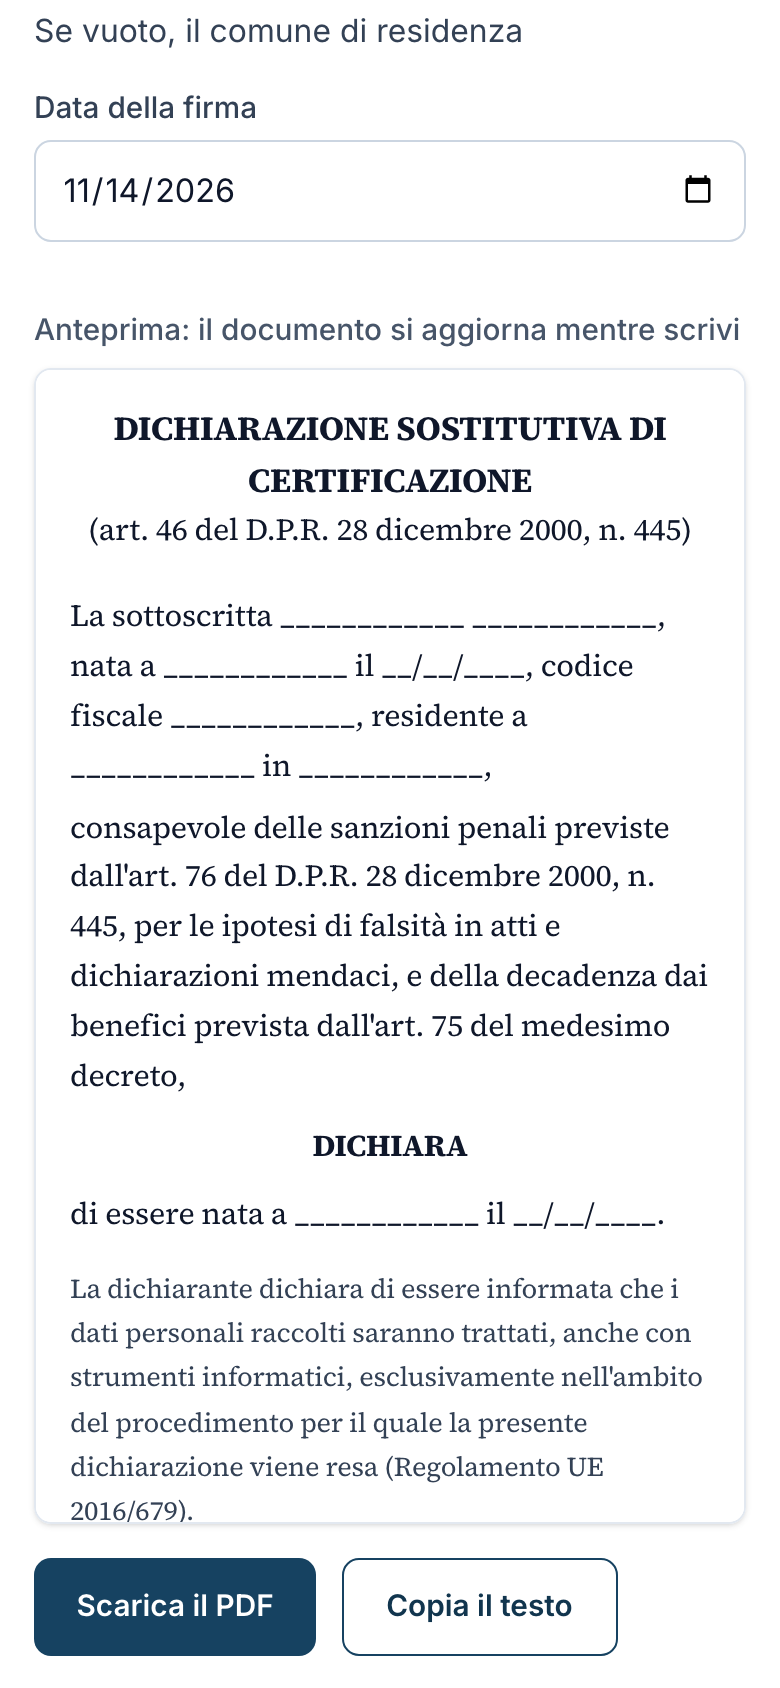 Se vuoto, il comune di residenza
Data della firma
11/14/2026
Anteprima: il documento si aggiorna mentre scrivi
DICHIARAZIONE SOSTITUTIVA DI
CERTIFICAZIONE
(art. 46 del D.P.R. 28 dicembre 2000, n. 445)
La sottoscritta ____________ ____________,
nata a ____________ il __/__/____, codice
fiscale ____________, residente a
____________ in ____________,
consapevole delle sanzioni penali previste
dall'art. 76 del D.P.R. 28 dicembre 2000, n.
445, per le ipotesi di falsità in atti e
dichiarazioni mendaci, e della decadenza dai
benefici prevista dall'art. 75 del medesimo
decreto,
DICHIARA
di essere nata a ____________ il __/__/____.
La dichiarante dichiara di essere informata che i
dati personali raccolti saranno trattati, anche con
strumenti informatici, esclusivamente nell'ambito
del procedimento per il quale la presente
dichiarazione viene resa (Regolamento UE
2016/679).
Scarica il PDF
Copia il testo